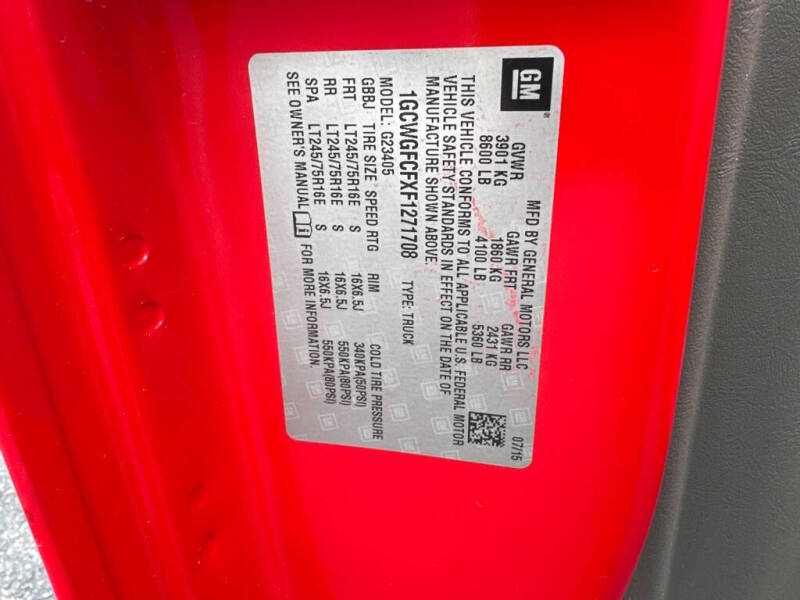 GM
MFD BY GENERAL MOTORS LLC 07/15
GVWR GAWR FRT GAWR RR
3901 KG 1860 KG 2431 KG
8600 LB 4100 LB 5360 LB
THIS VEHICLE CONFORMS TO ALL APPLICABLE U.S. FEDERAL MOTOR
VEHICLE SAFETY STANDARDS IN EFFECT ON THE DATE OF
MANUFACTURE SHOWN ABOVE.
1GCWGFCFXF1271708 TYPE: TRUCK
MODEL: G23405
GBBJ TIRE SIZE SPEED RTG RIM COLD TIRE PRESSURE
FRT LT245/75R16E S 16X6.5J 340KPA(50PSI)
RR LT245/75R16E S 16X6.5J 550KPA(80PSI)
SPA LT245/75R16E S 16X6.5J 550KPA(80PSI)
SEE OWNER'S MANUAL FOR MORE INFORMATION.